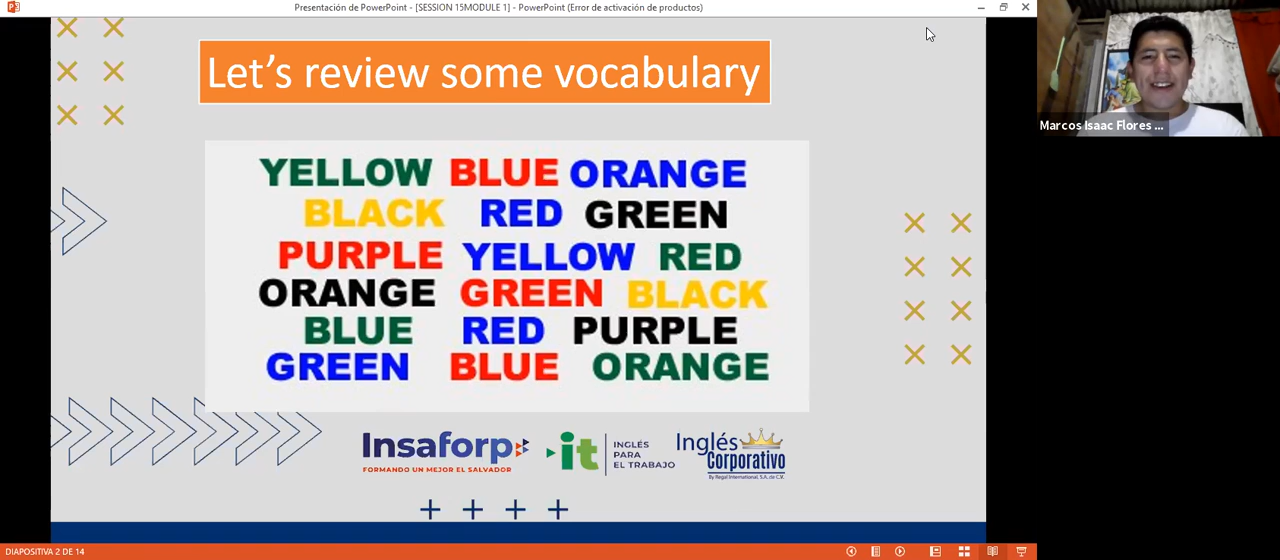 Presentación de PowerPoint - [SESSION 15MODULE 1] - PowerPoint (Error de activación de productos)
Let's review some vocabulary
YELLOW BLUE ORANGE
BLACK RED GREEN
PURPLE YELLOW RED
ORANGE GREEN BLACK
BLUE RED PURPLE
GREEN BLUE ORANGE
Insaforp
FORMANDO UN MEJOR EL SALVADOR
it
INGLÉS
PARA
EL TRABAJO
Inglés
Corporativo
By Regal International, S.A. de C.V.
Marcos Isaac Flores ...
DIAPOSITIVA 2 DE 14